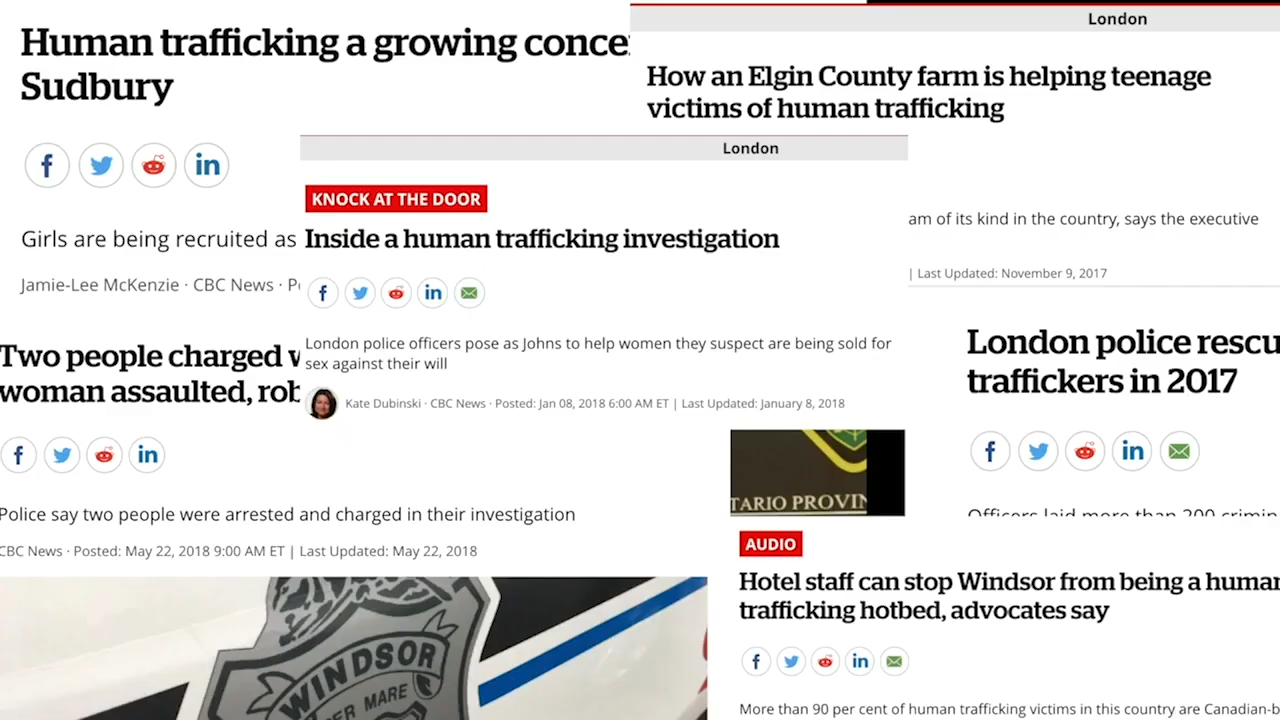 Human trafficking a growing
Sudbury
Girls are being recruited as
Jamie-Lee McKenzie · CBC News ·
London
How an Elgin County farm is helping teenage
victims of human trafficking
am of its kind in the country, says the executive
| Last Updated: November 9, 2017
London
KNOCK AT THE DOOR
Inside a human trafficking investigation
London police officers pose as Johns to help women they suspect are being sold for
sex against their will
Kate Dubinski · CBC News · Posted: Jan 08, 2018 6:00 AM ET | Last Updated: January 8, 2018
Two people charged
woman assaulted,
Police say two people were arrested and charged in their investigation
CBC News · Posted: May 22, 2018 9:00 AM ET | Last Updated: May 22, 2018
WINDSOR
PER MARE
London police
traffickers in 2017
Officers laid more than 200
TARIO PROVIN
AUDIO
Hotel staff can stop Windsor from being a human
trafficking hotbed, advocates say
More than 90 per cent of human trafficking victims in this country are